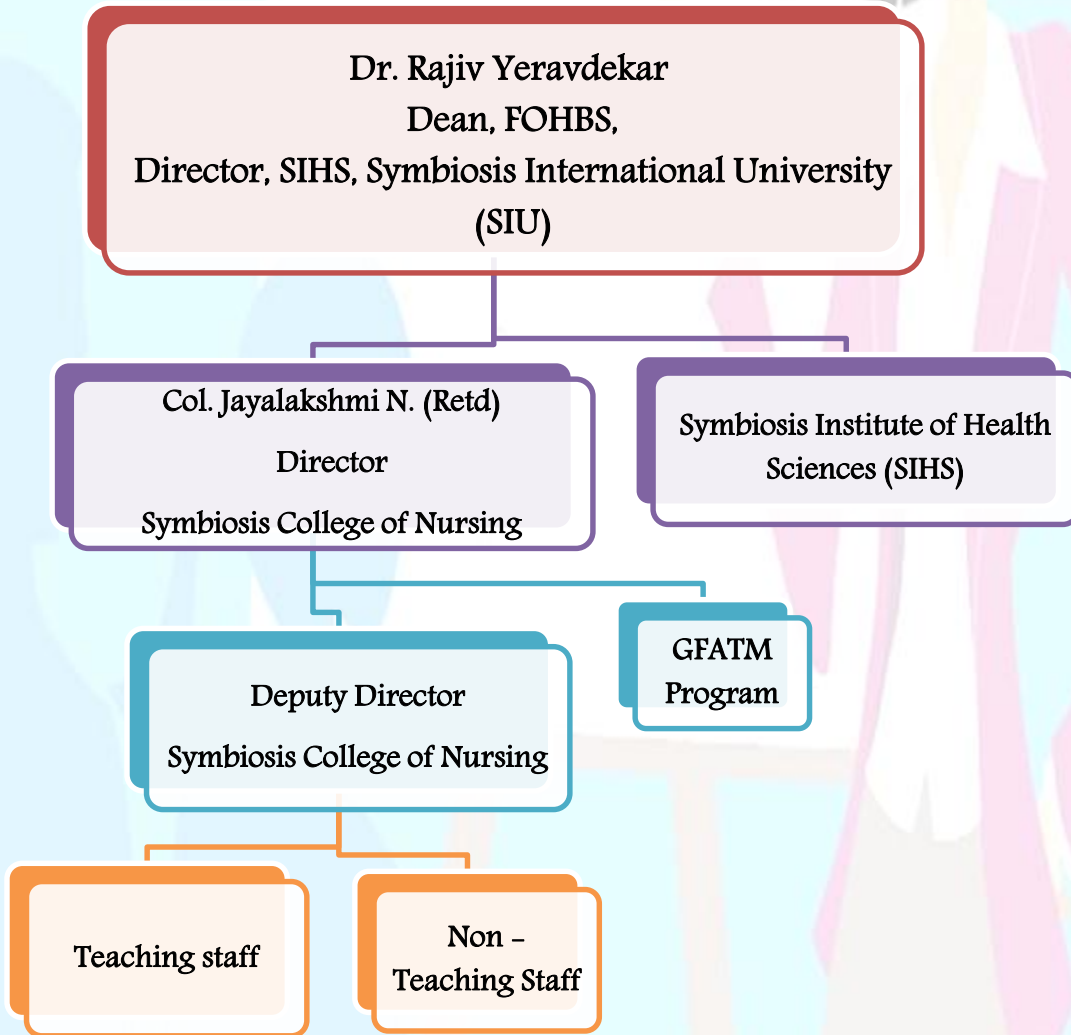 Dr. Rajiv Yeravdekar
Dean, FOHBS,
Director, SIHS, Symbiosis International University
(SIU)
Col. Jayalakshmi N. (Retd)
Director
Symbiosis College of Nursing
Symbiosis Institute of Health
Sciences (SIHS)
Deputy Director
Symbiosis College of Nursing
GFATM
Program
Teaching staff
Non -
Teaching Staff